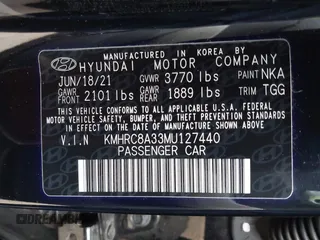 MANUFACTURED IN KOREA BY
HYUNDAI MOTOR COMPANY
JUN/18/21 GVWR 3770 lbs PAINT NKA
GAWR FRT 2101 lbs GAWR RR 1889 lbs TRIM TGG
THIS VEHICLE CONFORMS TO ALL APPLICABLE U.S.A. FEDERAL
MOTOR VEHICLE SAFETY, BUMPER, AND THEFT PREVENTION
STANDARDS IN EFFECT ON THE DATE OF MANUFACTURE SHOWN ABOVE.
V.I.N KMHRC8A33MU127440
PASSENGER CAR